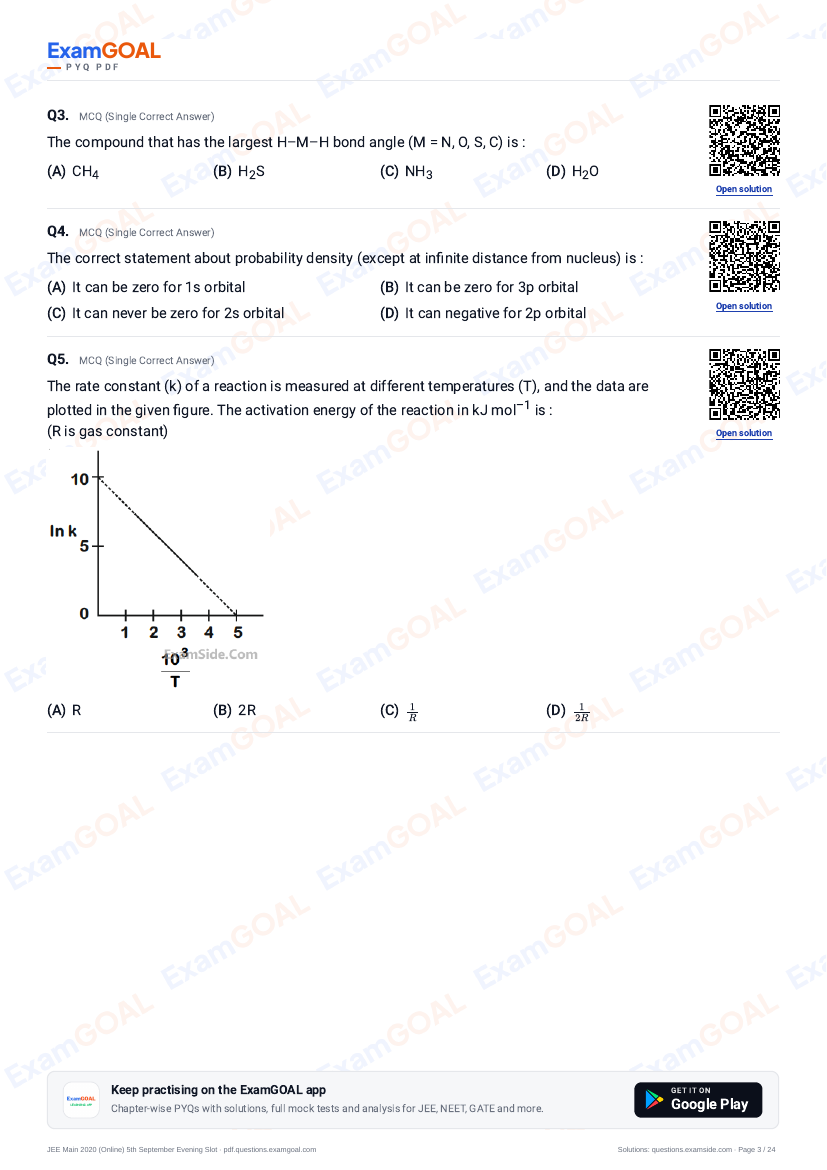 ExamGOAL
PYQ PDF
Q3. MCQ (Single Correct Answer)
The compound that has the largest H–M–H bond angle (M = N, O, S, C) is :
(A) CH4 (B) H2S (C) NH3 (D) H2O
Open solution
Q4. MCQ (Single Correct Answer)
The correct statement about probability density (except at infinite distance from nucleus) is :
(A) It can be zero for 1s orbital (B) It can be zero for 3p orbital
(C) It can never be zero for 2s orbital (D) It can negative for 2p orbital
Open solution
Q5. MCQ (Single Correct Answer)
The rate constant (k) of a reaction is measured at different temperatures (T), and the data are
plotted in the given figure. The activation energy of the reaction in kJ mol−1 is :
(R is gas constant)
Open solution
10
ln k
5
0
1 2 3 4 5
ExamSide.Com
10^3
T
(A) R (B) 2R (C) 1/R (D) 1/2R
ExamGOAL
Keep practising on the ExamGOAL app
Chapter-wise PYQs with solutions, full mock tests and analysis for JEE, NEET, GATE and more.
GET IT ON
Google Play
JEE Main 2020 (Online) 5th September Evening Slot · pdf.questions.examgoal.com
Solutions: questions.examside.com · Page 3 / 24